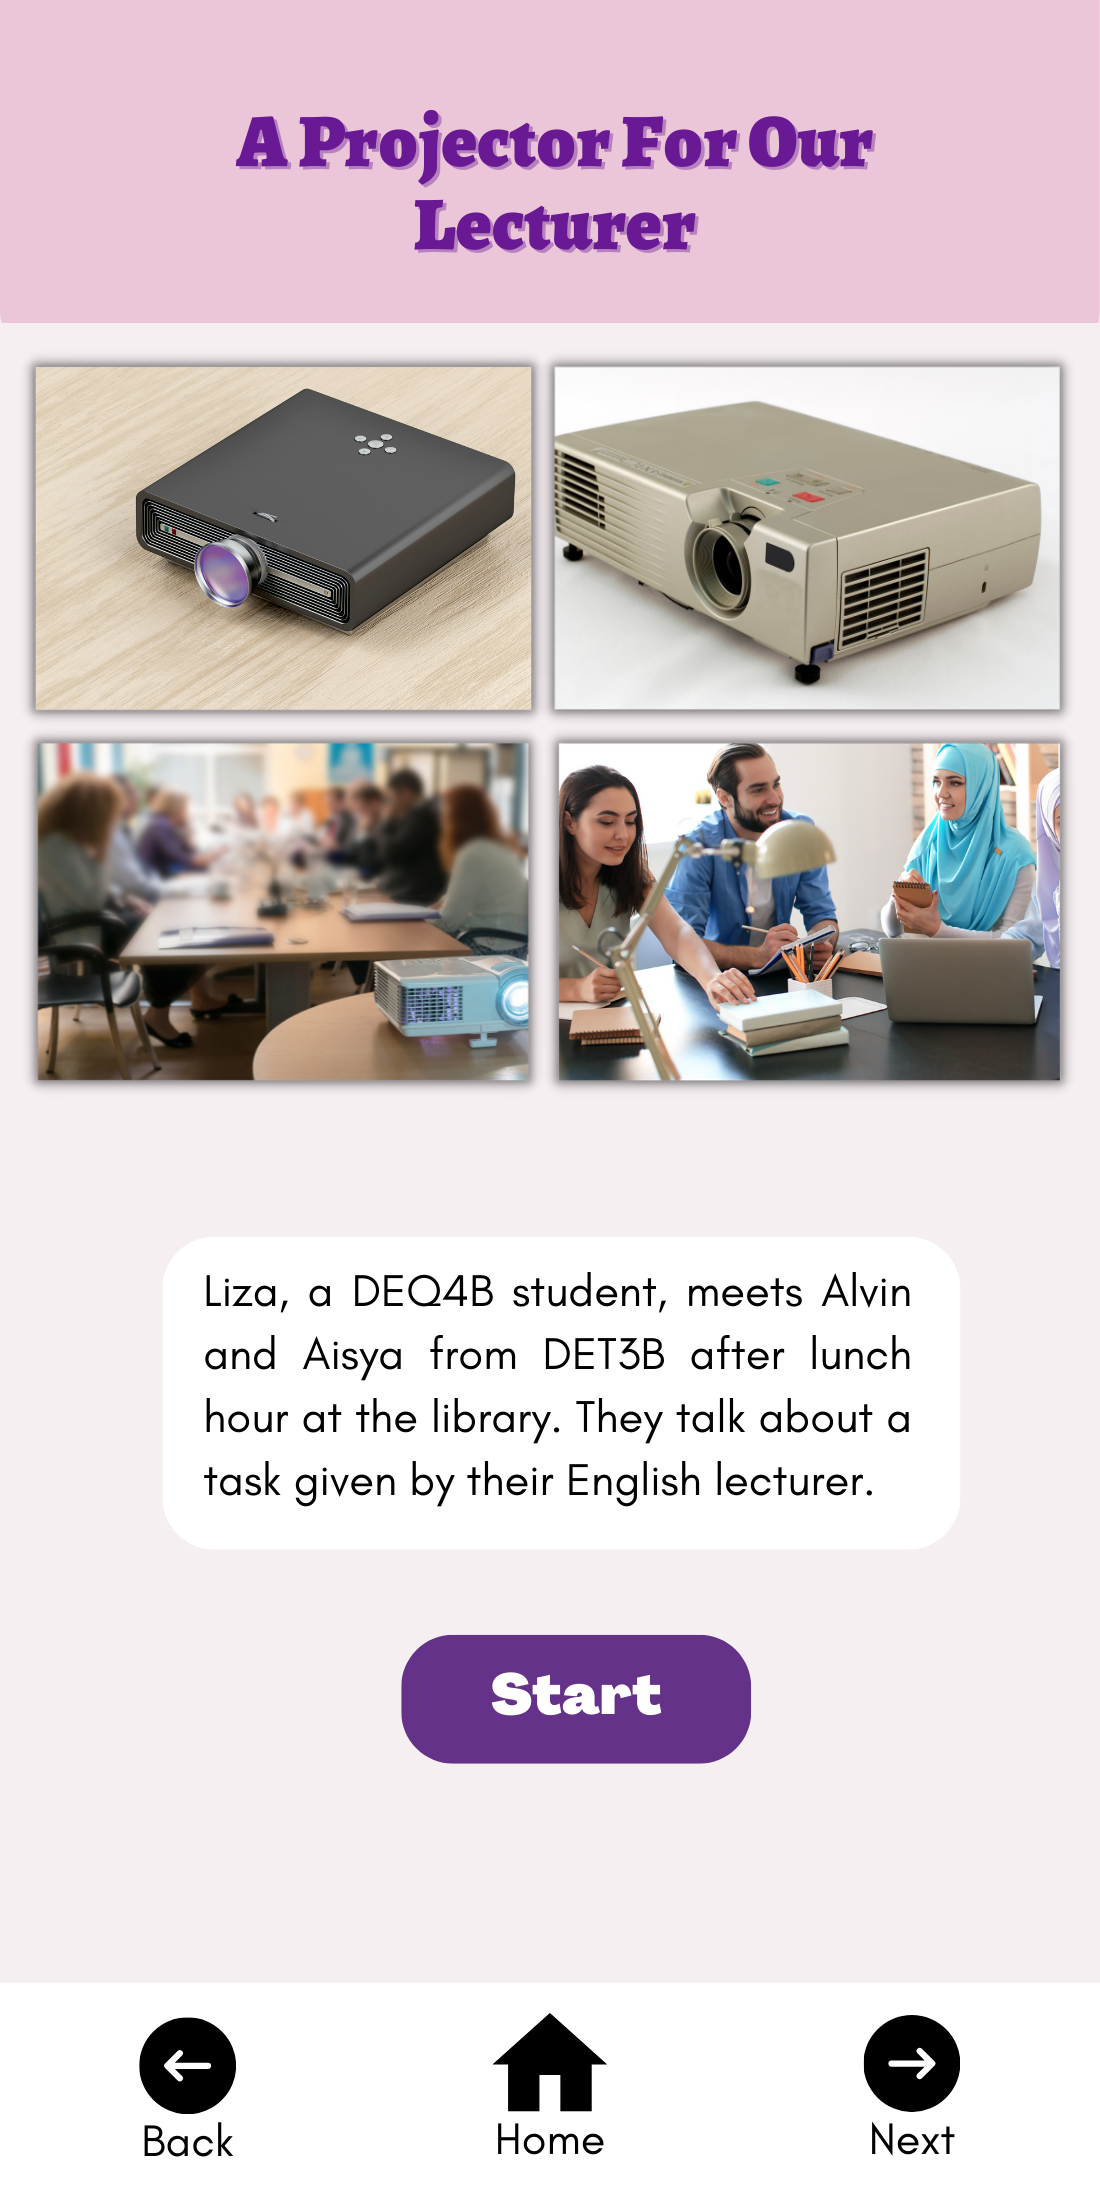 A Projector For Our
Lecturer
Liza, a DEQ4B student, meets Alvin
and Aisya from DET3B after lunch
hour at the library. They talk about a
task given by their English lecturer.
Start
Back
Home
Next